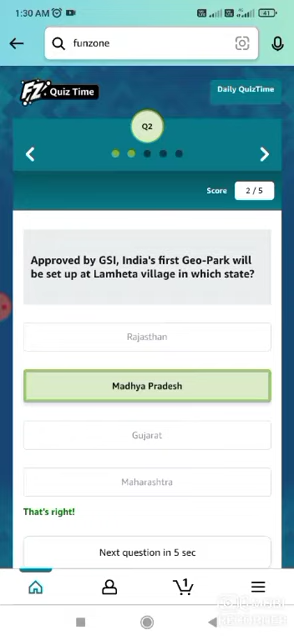 1:30 AM
41
funzone
FZ Quiz Time
Daily QuizTime
Q2
Score 2 / 5
Approved by GSI, India's first Geo-Park will
be set up at Lamheta village in which state?
Rajasthan
Madhya Pradesh
Gujarat
Maharashtra
That's right!
Next question in 5 sec
1
RECORDER